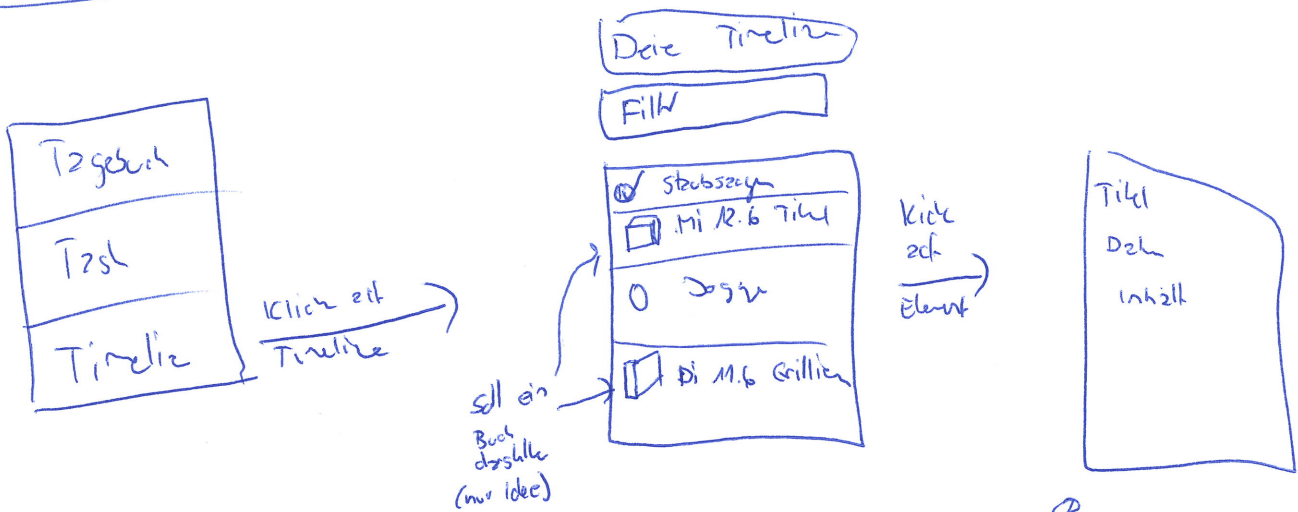 Tagebuch
Task
Timeline
Klick auf
Timeline
Deine Timeline
Filter
Staubsaugen
Mi 12.6 Titel
Joggen
Di 11.6 Grillien
soll ein
Buch
darstellen
(nur Idee)
Klick
auf
Element
Titel
Datum
Inhalt